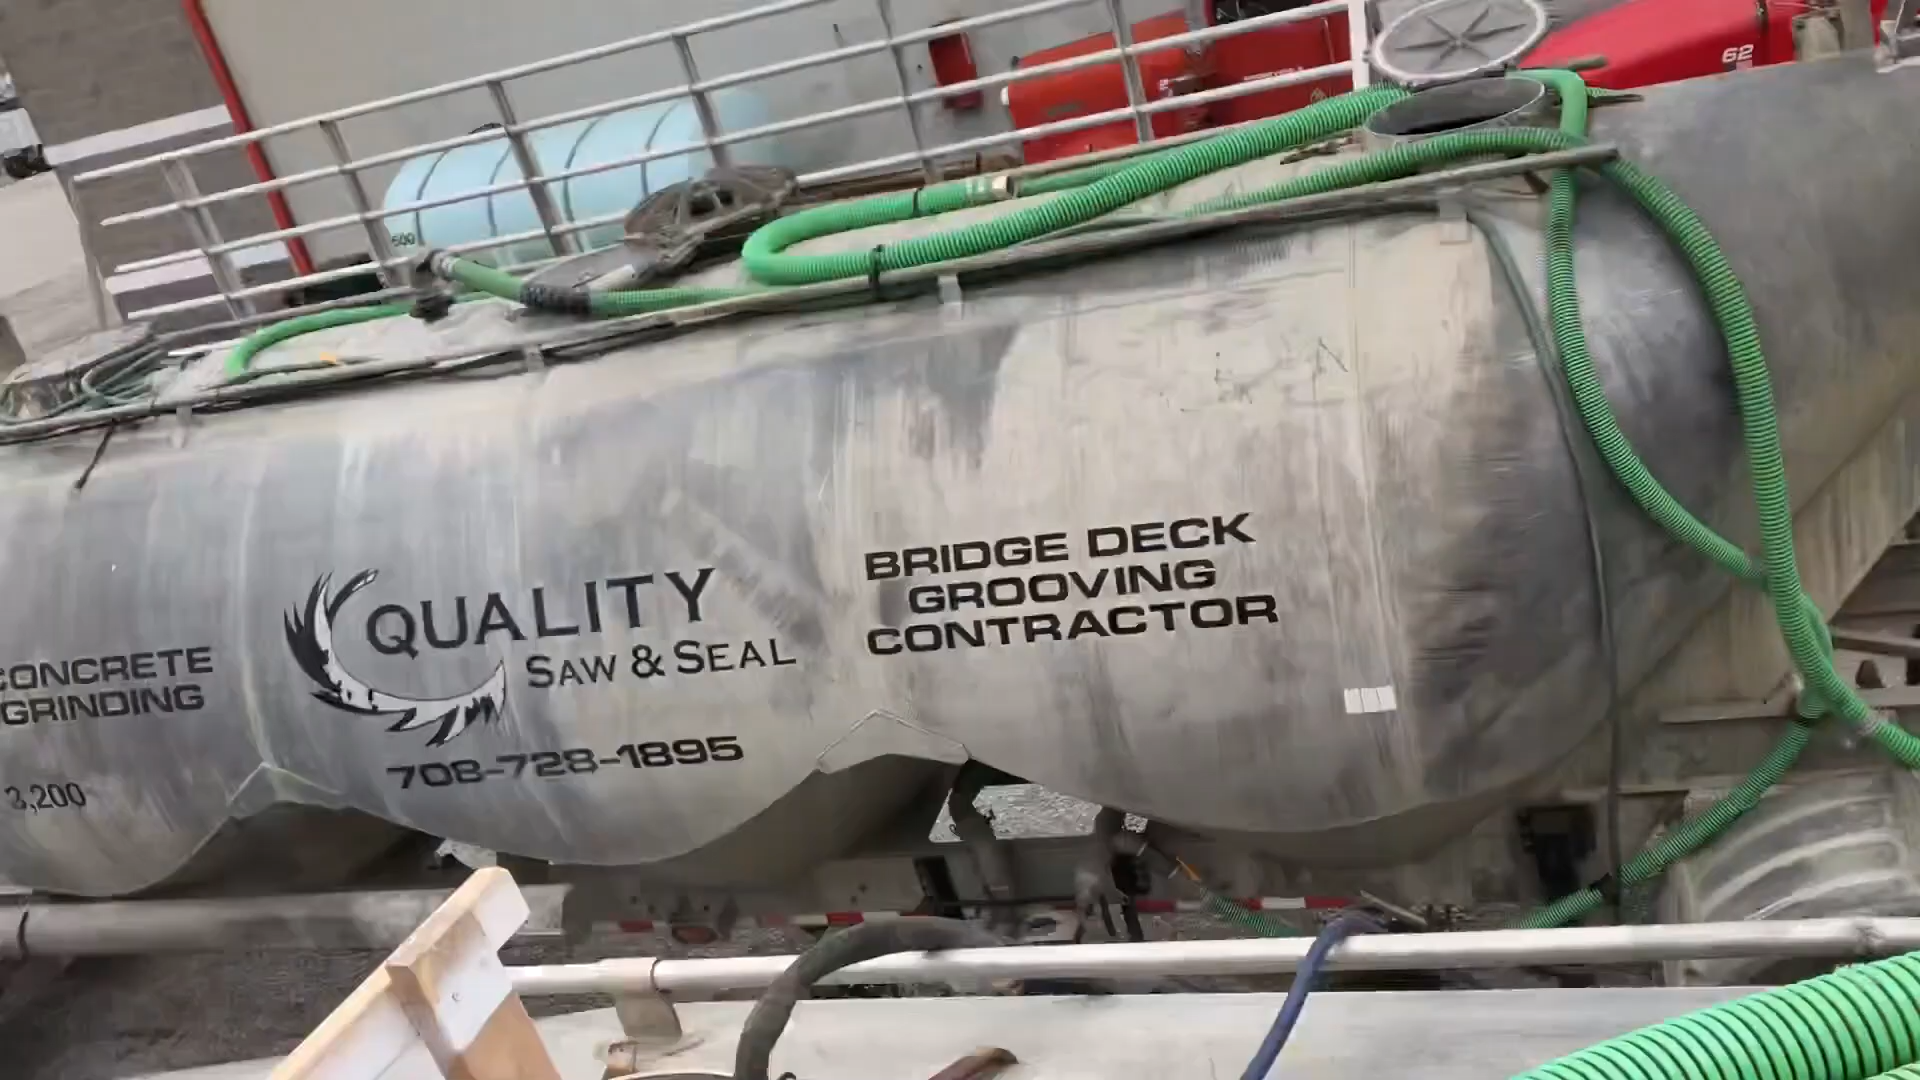 62
500
CONCRETE
GRINDING
3,200
QUALITY
SAW & SEAL
708-728-1895
BRIDGE DECK
GROOVING
CONTRACTOR